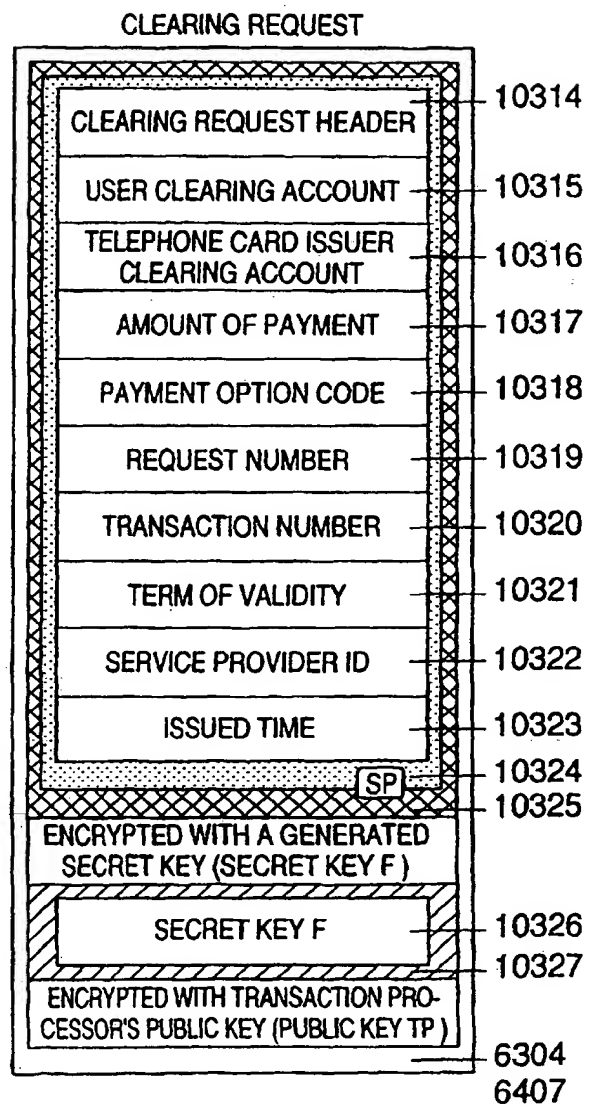 CLEARING REQUEST
CLEARING REQUEST HEADER 10314
USER CLEARING ACCOUNT 10315
TELEPHONE CARD ISSUER
CLEARING ACCOUNT 10316
AMOUNT OF PAYMENT 10317
PAYMENT OPTION CODE 10318
REQUEST NUMBER 10319
TRANSACTION NUMBER 10320
TERM OF VALIDITY 10321
SERVICE PROVIDER ID 10322
ISSUED TIME 10323
SP 10324
10325
ENCRYPTED WITH A GENERATED
SECRET KEY (SECRET KEY F )
SECRET KEY F 10326
10327
ENCRYPTED WITH TRANSACTION PRO-
CESSOR'S PUBLIC KEY (PUBLIC KEY TP )
6304
6407